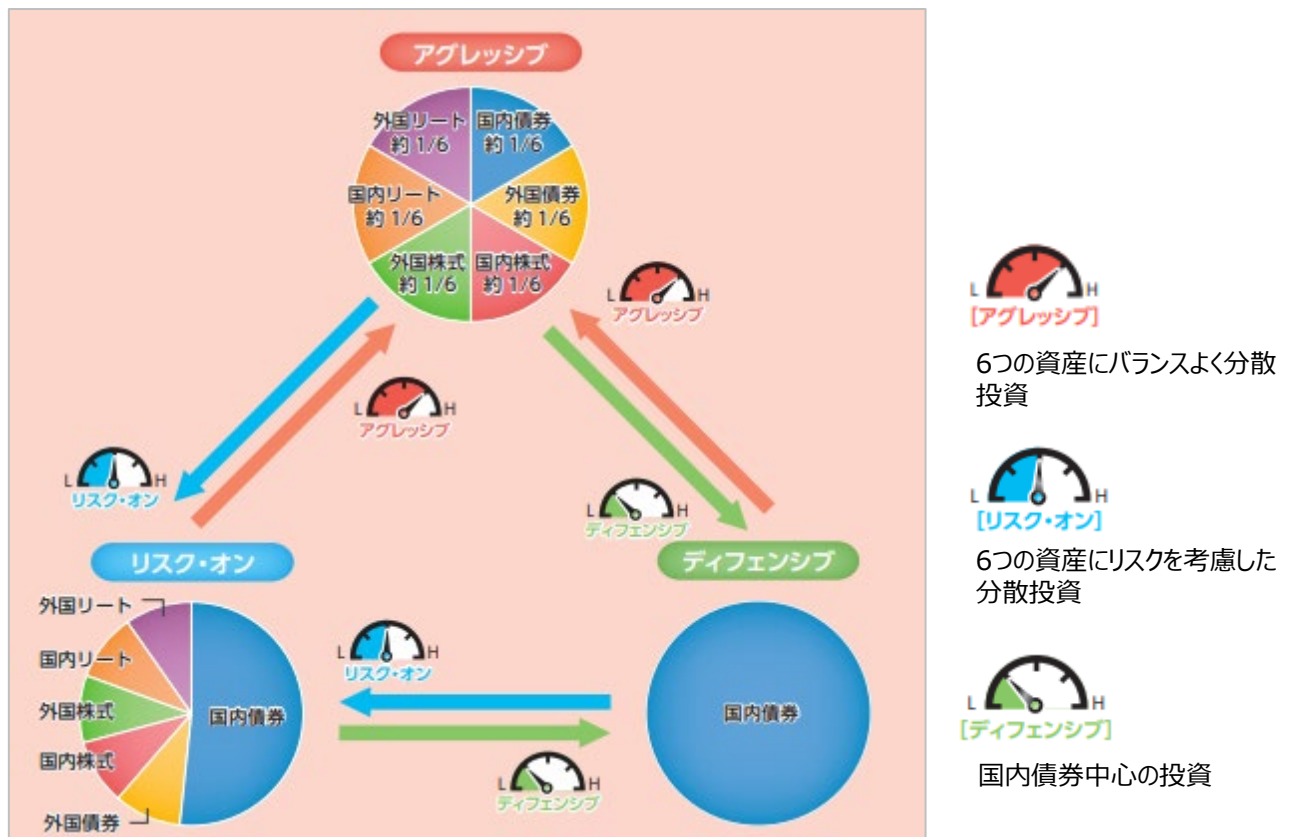 アグレッシブ
外国リート
約 1/6
国内債券
約 1/6
国内リート
約 1/6
外国債券
約 1/6
外国株式
約 1/6
国内株式
約 1/6
L H
アグレッシブ
L H
アグレッシブ
L H
リスク・オン
L H
ディフェンシブ
リスク・オン
ディフェンシブ
外国リート
国内リート
外国株式
国内株式
外国債券
国内債券
L H
リスク・オン
L H
ディフェンシブ
国内債券
L H
[アグレッシブ]
6つの資産にバランスよく分散
投資
L H
[リスク・オン]
6つの資産にリスクを考慮した
分散投資
L H
[ディフェンシブ]
国内債券中心の投資